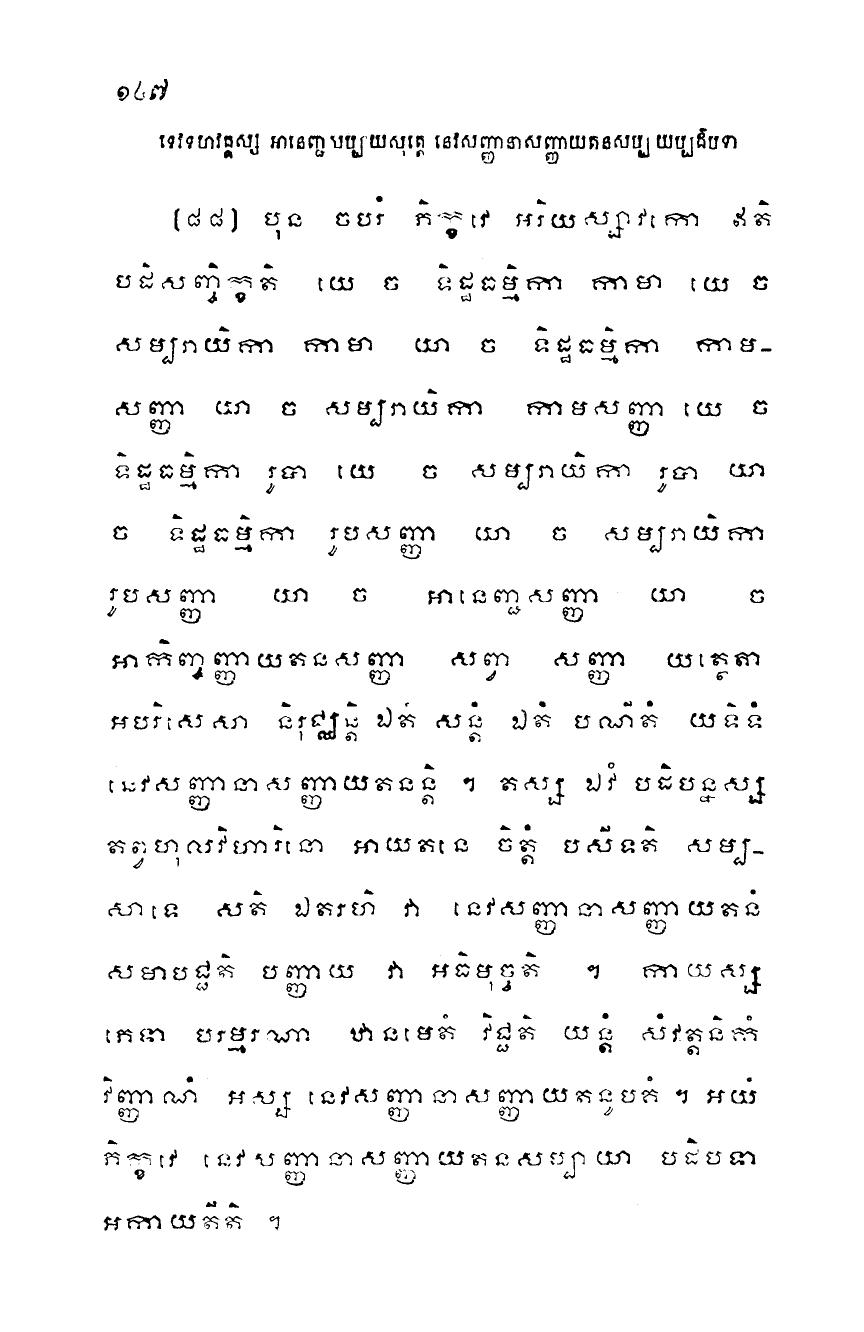 ១៤៧
ទេវទហវគ្គស្ស អានេញ្ជសប្បាយសុត្តេ នេវសញ្ញានាសញ្ញាយតនសប្បាយប្បដិបទា
(៨៨) បុន ចបរំ ភិក្ខវេ អរិយស្សាវកោ ឥតិ
បដិសញ្ចិក្ខតិ យេ ច ទិដ្ឋធម្មិកា កាមា យេ ច
សម្បរាយិកា កាមា យា ច ទិដ្ឋធម្មិកា កាម-
សញ្ញា យា ច សម្បរាយិកា កាមសញ្ញា យេ ច
ទិដ្ឋធម្មិកា រូបា យេ ច សម្បរាយិកា រូបា យា
ច ទិដ្ឋធម្មិកា រូបសញ្ញា យា ច សម្បរាយិកា
រូបសញ្ញា យា ច អានេញ្ជសញ្ញា យា ច
អាកិញ្ចញ្ញាយតនសញ្ញា សព្វា សញ្ញា យត្ថេតា
អបរិសេសា និរុជ្ឈន្តិ ឯតំ សន្តំ ឯតំ បណីតំ យទិទំ
នេវសញ្ញានាសញ្ញាយតនន្តិ ។ តស្ស ឯវំ បដិបន្នស្ស
តព្វហុលវិហារិនោ អាយតនេ ចិត្តំ បសីទតិ សម្ប-
សាទេ សតិ ឯតរហិ វា នេវសញ្ញានាសញ្ញាយតនំ
សមាបជ្ជតិ បញ្ញាយ វា អធិមុច្ចតិ ។ កាយស្ស
ភេទា បរម្មរណា ឋានមេតំ វិជ្ជតិ យន្តំ សំវត្តនិកំ
វិញ្ញាណំ អស្ស នេវសញ្ញានាសញ្ញាយតនូបគំ ។ អយំ
ភិក្ខវេ នេវសញ្ញានាសញ្ញាយតនសប្បាយា បដិបទា
អក្ខាយតីតិ ។